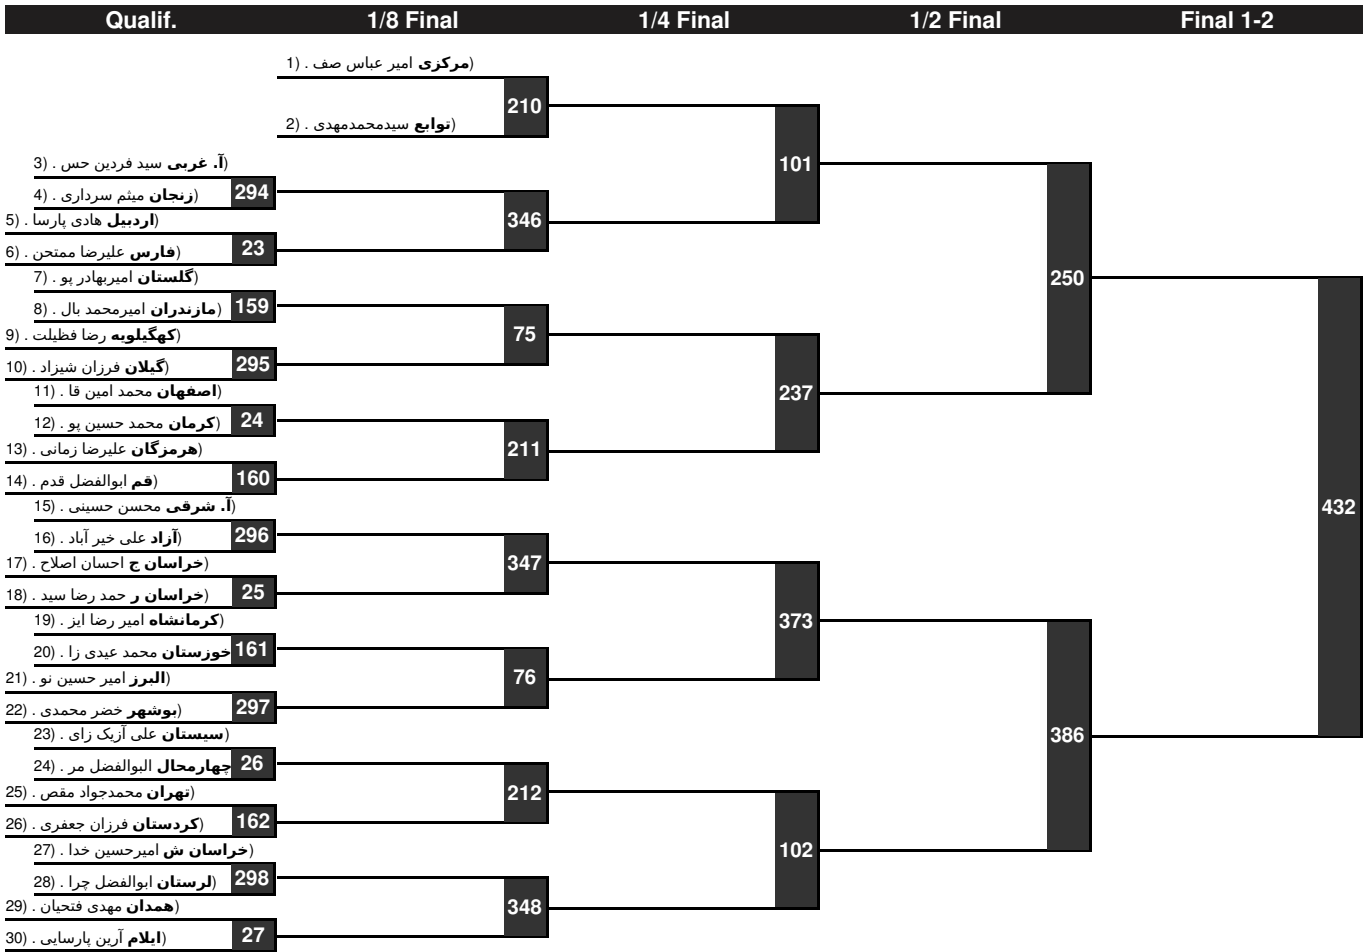 Qualif. 1/8 Final 1/4 Final 1/2 Final Final 1-2
1) . مرکزی امیر عباس صف)
210
2) . توابع سیدمحمدمهدی)
101
3) . آ. غربی سید فردین حس)
294
4) . زنجان میثم سرداری)
346
5) . اردبیل هادی پارسا)
23
6) . فارس علیرضا ممتحن)
250
7) . گلستان امیربهادر پو)
159
8) . مازندران امیرمحمد بال)
75
9) . کهگیلویه رضا فظیلت)
295
10) . گیلان فرزان شیزاد)
237
11) . اصفهان محمد امین قا)
24
12) . کرمان محمد حسین پو)
211
13) . هرمزگان علیرضا زمانی)
160
14) . قم ابوالفضل قدم)
432
15) . آ. شرقی محسن حسینی)
296
16) . آزاد علی خیر آباد)
347
17) . خراسان ج احسان اصلاح)
25
18) . خراسان ر حمد رضا سید)
373
19) . کرمانشاه امیر رضا ایز)
161
20) . خوزستان محمد عیدی زا
76
21) . البرز امیر حسین نو)
297
22) . بوشهر خضر محمدی)
386
23) . سیستان علی آزیک زای)
26
24) . چهارمحال البوالفضل مر
212
25) . تهران محمدجواد مقص)
162
26) . کردستان فرزان جعفری)
102
27) . خراسان ش امیرحسین خدا)
298
28) . لرستان ابوالفضل چرا)
348
29) . همدان مهدی فتحیان)
27
30) . ایلام آرین پارسایی)